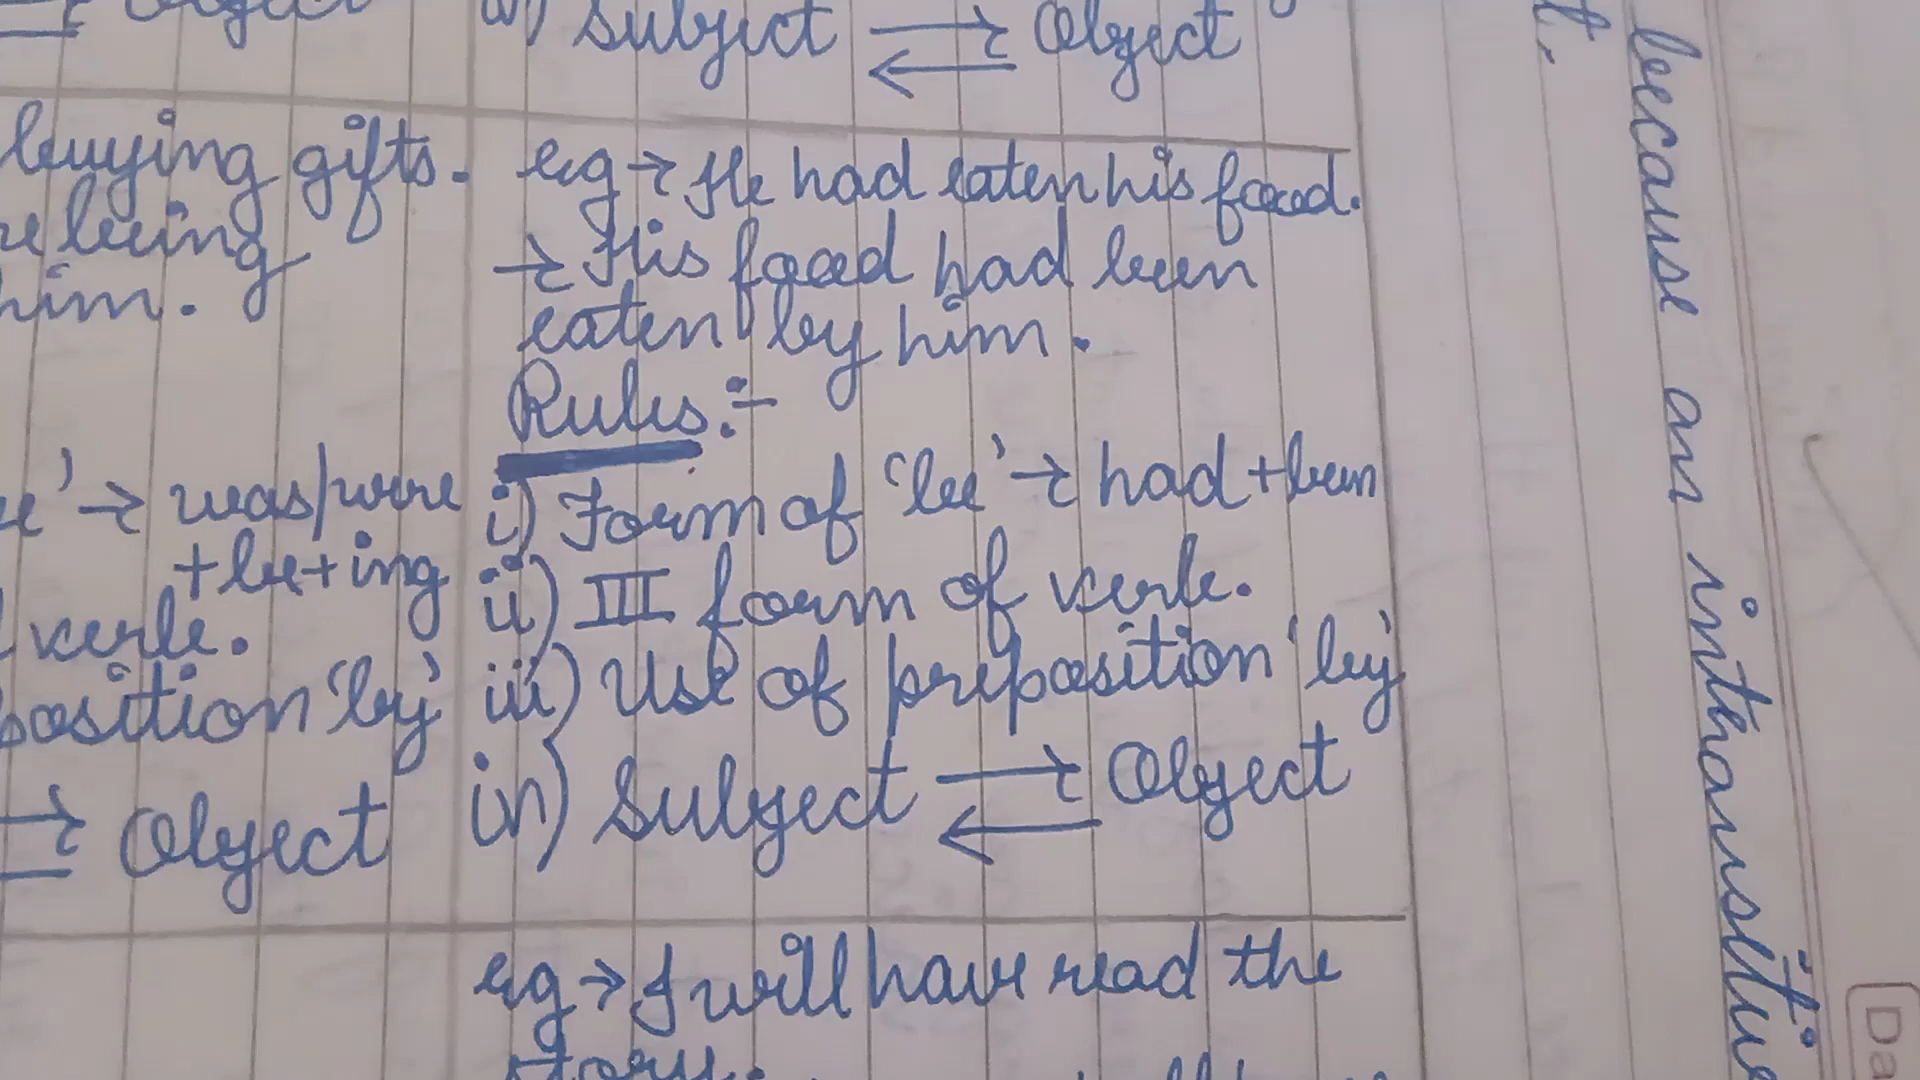 iv) Subject ⇄ Object
buying gifts.
being
him.
eg → He had eaten his food.
→ His food had been
eaten by him.
Rules :-
→ was/were
+be+ing
verb.
'by'
→ Object
i) Form of 'be' → had + been
ii) III form of verb.
iii) Use of preposition 'by'
iv) Subject ⇄ Object
eg → I will have read the
story.
because an intransitive